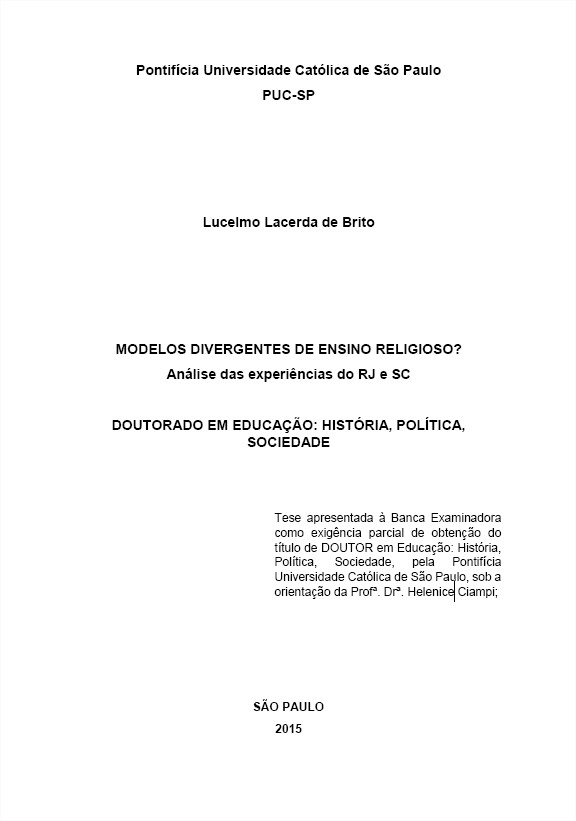 Pontifícia Universidade Católica de São Paulo
PUC-SP
Lucelmo Lacerda de Brito
MODELOS DIVERGENTES DE ENSINO RELIGIOSO?
Análise das experiências do RJ e SC
DOUTORADO EM EDUCAÇÃO: HISTÓRIA, POLÍTICA,
SOCIEDADE
Tese apresentada à Banca Examinadora
como exigência parcial de obtenção do
título de DOUTOR em Educação: História,
Política, Sociedade, pela Pontifícia
Universidade Católica de São Paulo, sob a
orientação da Profª. Drª. Helenice Ciampi;
SÃO PAULO
2015